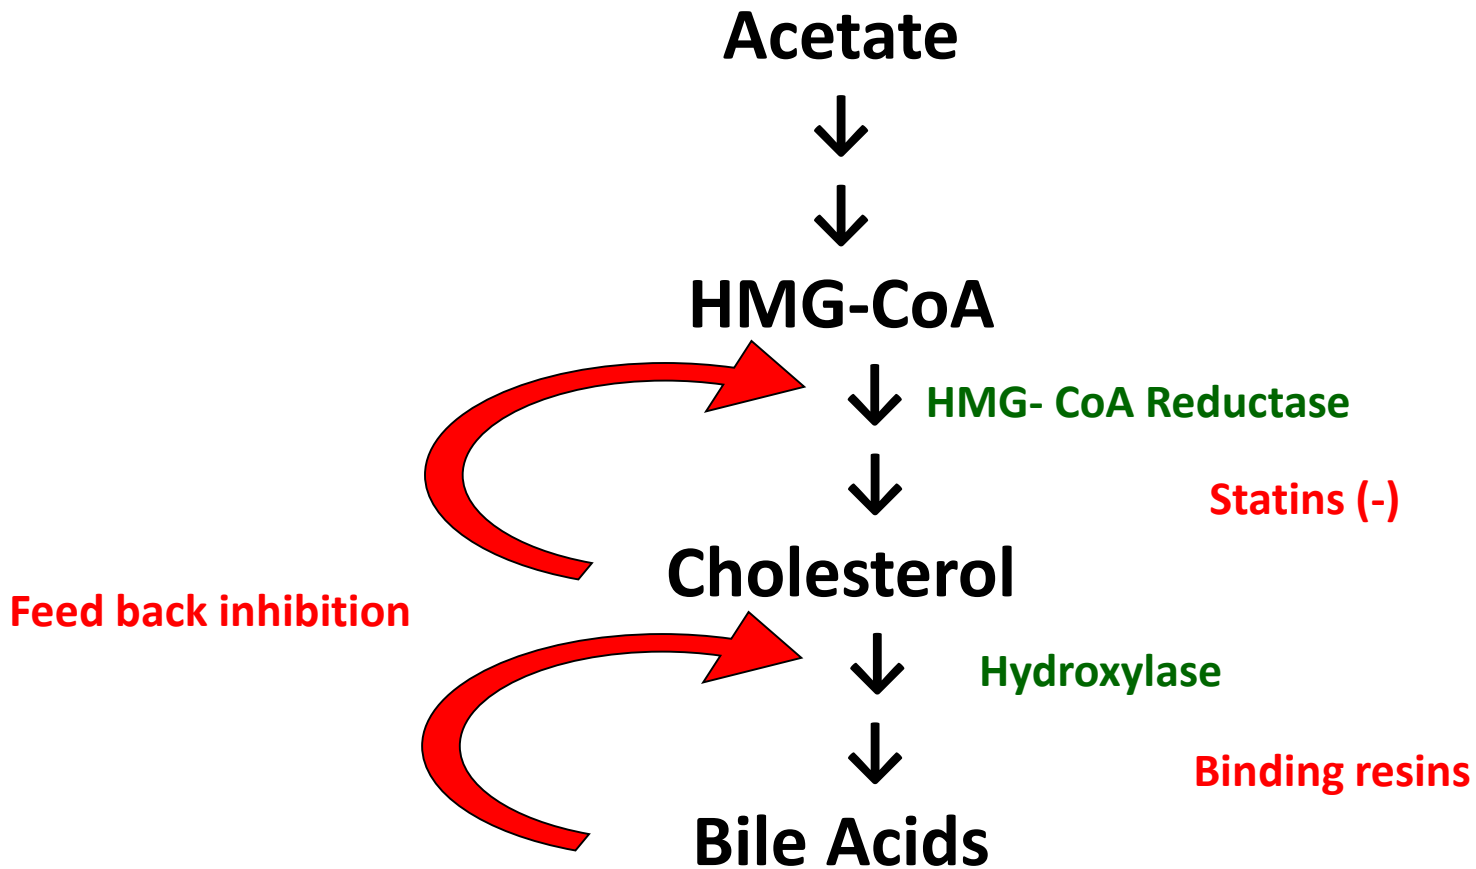 Acetate
HMG-CoA
HMG- CoA Reductase
Statins (-)
Cholesterol
Feed back inhibition
Hydroxylase
Binding resins
Bile Acids